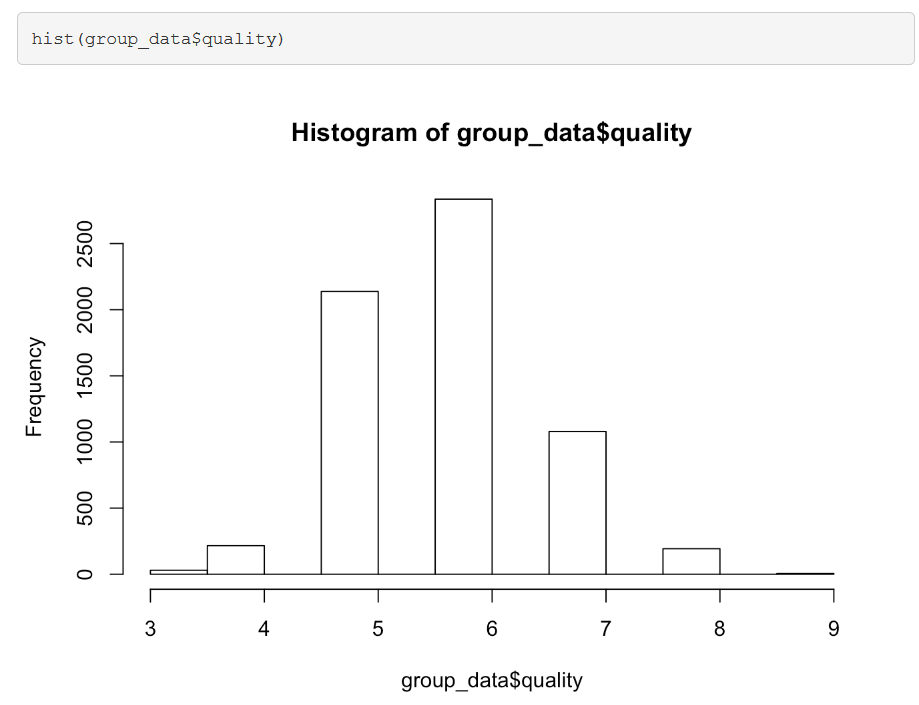 hist(group_data$quality)
Histogram of group_data$quality
Frequency
2500
2000
1500
1000
500
0
3 4 5 6 7 8 9
group_data$quality